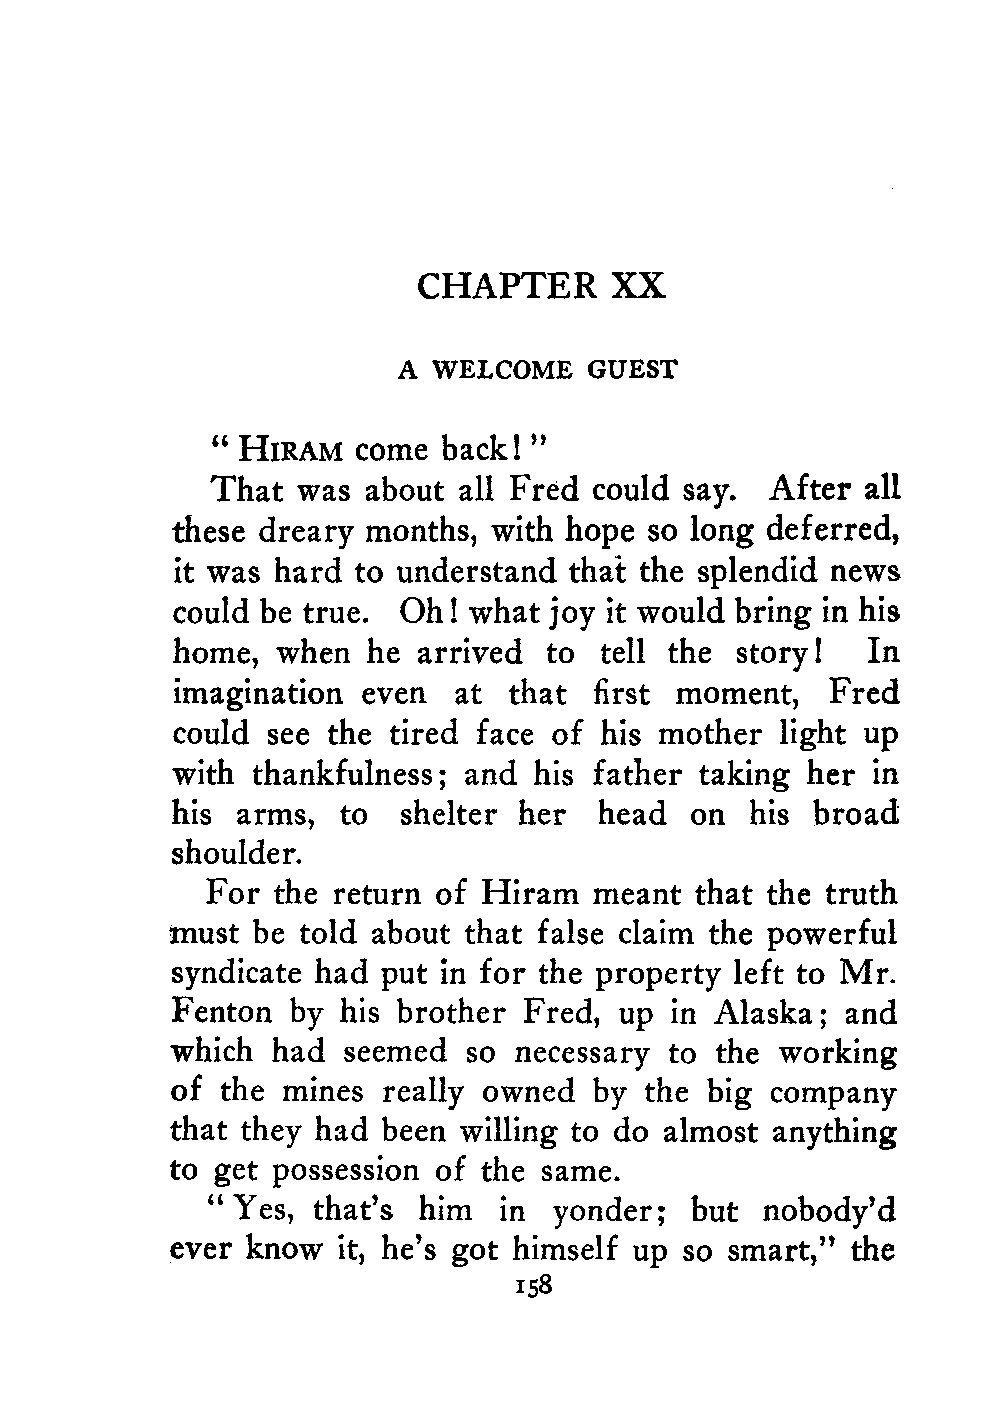 CHAPTER XX
A WELCOME GUEST
“ HIRAM come back! ”
That was about all Fred could say. After all
these dreary months, with hope so long deferred,
it was hard to understand that the splendid news
could be true. Oh! what joy it would bring in his
home, when he arrived to tell the story! In
imagination even at that first moment, Fred
could see the tired face of his mother light up
with thankfulness; and his father taking her in
his arms, to shelter her head on his broad
shoulder.
For the return of Hiram meant that the truth
must be told about that false claim the powerful
syndicate had put in for the property left to Mr.
Fenton by his brother Fred, up in Alaska; and
which had seemed so necessary to the working
of the mines really owned by the big company
that they had been willing to do almost anything
to get possession of the same.
“ Yes, that’s him in yonder; but nobody’d
ever know it, he’s got himself up so smart,” the
158